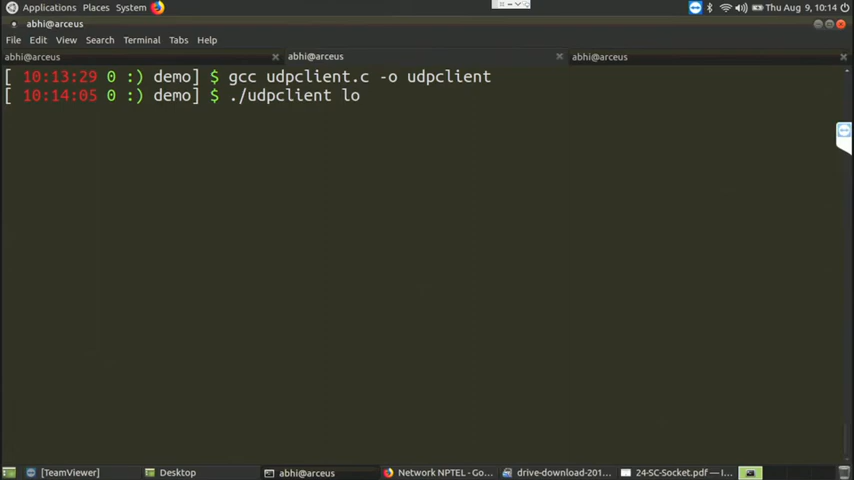 Applications Places System Thu Aug 9, 10:14
abhi@arceus
File Edit View Search Terminal Tabs Help
abhi@arceus abhi@arceus abhi@arceus
[ 10:13:29 0 :) demo] $ gcc udpclient.c -o udpclient
[ 10:14:05 0 :) demo] $ ./udpclient lo
[TeamViewer] Desktop abhi@arceus Network NPTEL - Go... drive-download-201... 24-SC-Socket.pdf — I...